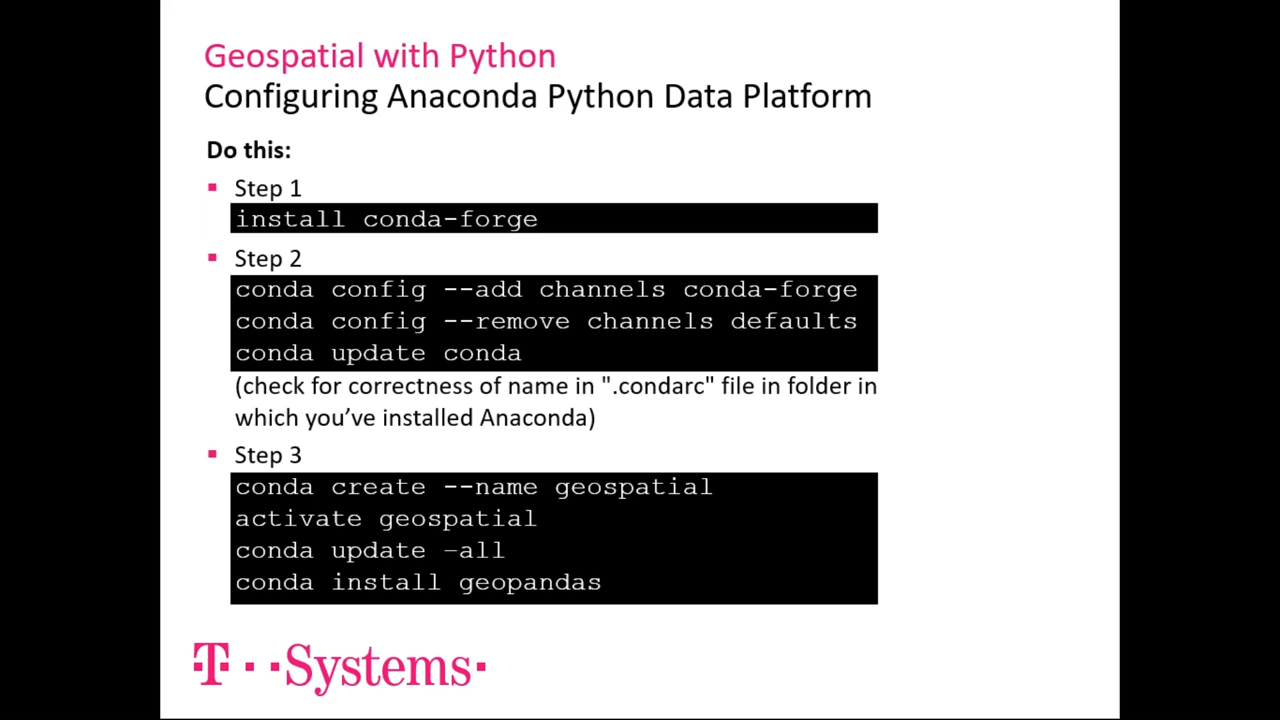 Geospatial with Python
Configuring Anaconda Python Data Platform
Do this:
▪ Step 1
install conda-forge
▪ Step 2
conda config --add channels conda-forge
conda config --remove channels defaults
conda update conda
(check for correctness of name in ".condarc" file in folder in
which you’ve installed Anaconda)
▪ Step 3
conda create --name geospatial
activate geospatial
conda update –all
conda install geopandas
T · · Systems ·